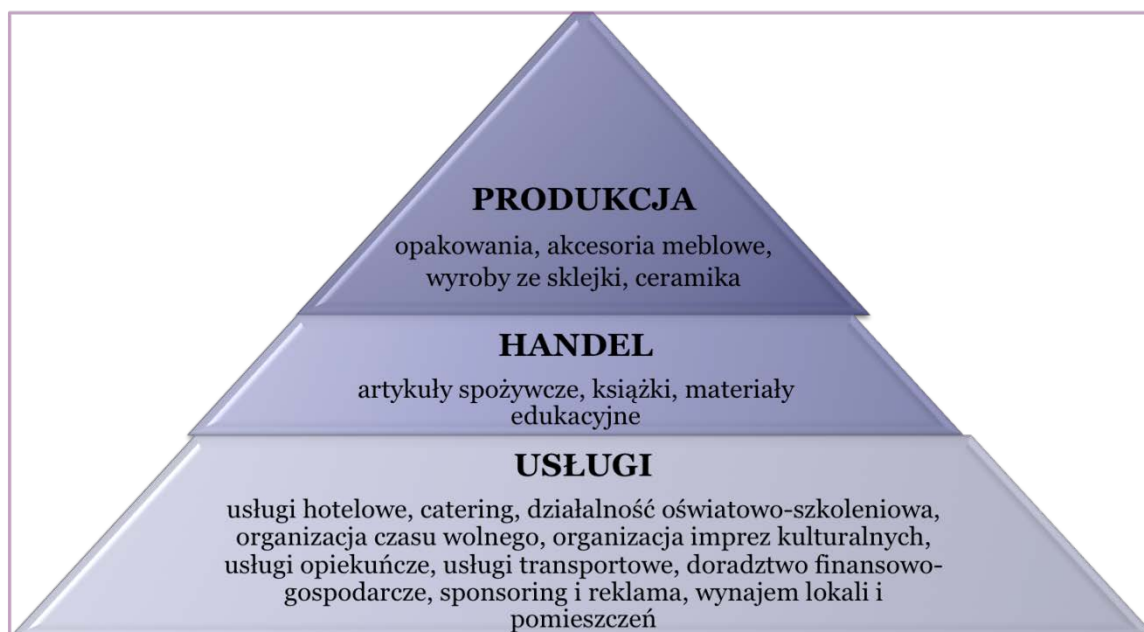 PRODUKCJA
opakowania, akcesoria meblowe,
wyroby ze sklejki, ceramika
HANDEL
artykuły spożywcze, książki, materiały
edukacyjne
USŁUGI
usługi hotelowe, catering, działalność oświatowo-szkoleniowa,
organizacja czasu wolnego, organizacja imprez kulturalnych,
usługi opiekuńcze, usługi transportowe, doradztwo finansowo-
gospodarcze, sponsoring i reklama, wynajem lokali i
pomieszczeń